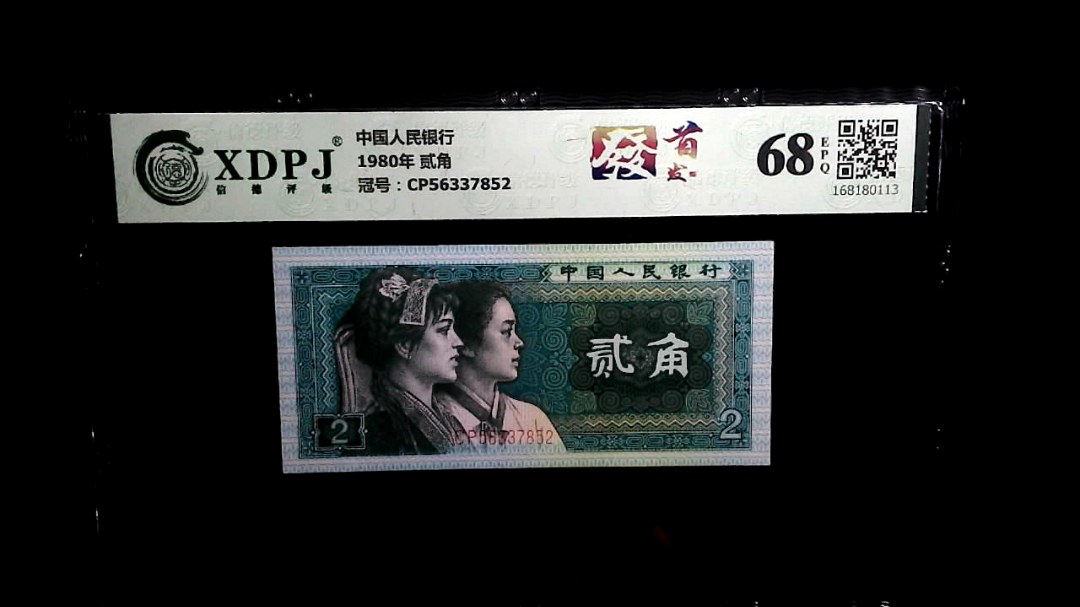 XDPJ®
信德评级
中国人民银行
1980年 贰角
冠号：CP56337852
發
首发
68
EPQ
168180113
中国人民银行
贰角
2
2
CP56337852